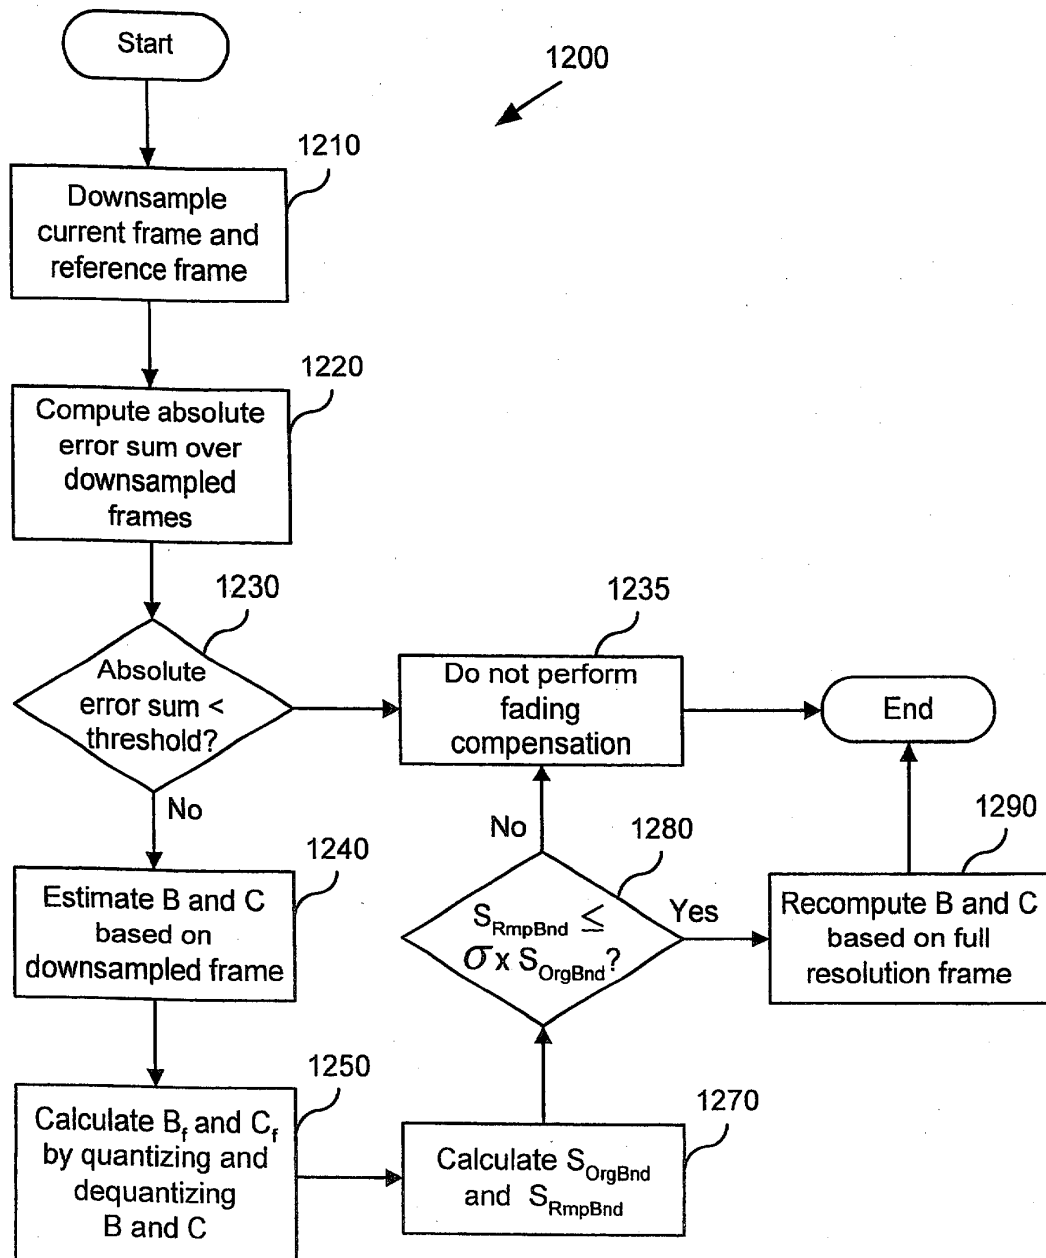 Start
1200
1210
Downsample
current frame and
reference frame
1220
Compute absolute
error sum over
downsampled
frames
1230
Absolute
error sum <
threshold?
No
1235
Do not perform
fading
compensation
End
1240
Estimate B and C
based on
downsampled frame
1250
Calculate B_f and C_f
by quantizing and
dequantizing
B and C
1270
Calculate S_OrgBnd
and S_RmpBnd
No
1280
S_RmpBnd ≤
σ x S_OrgBnd?
Yes
1290
Recompute B and C
based on full
resolution frame